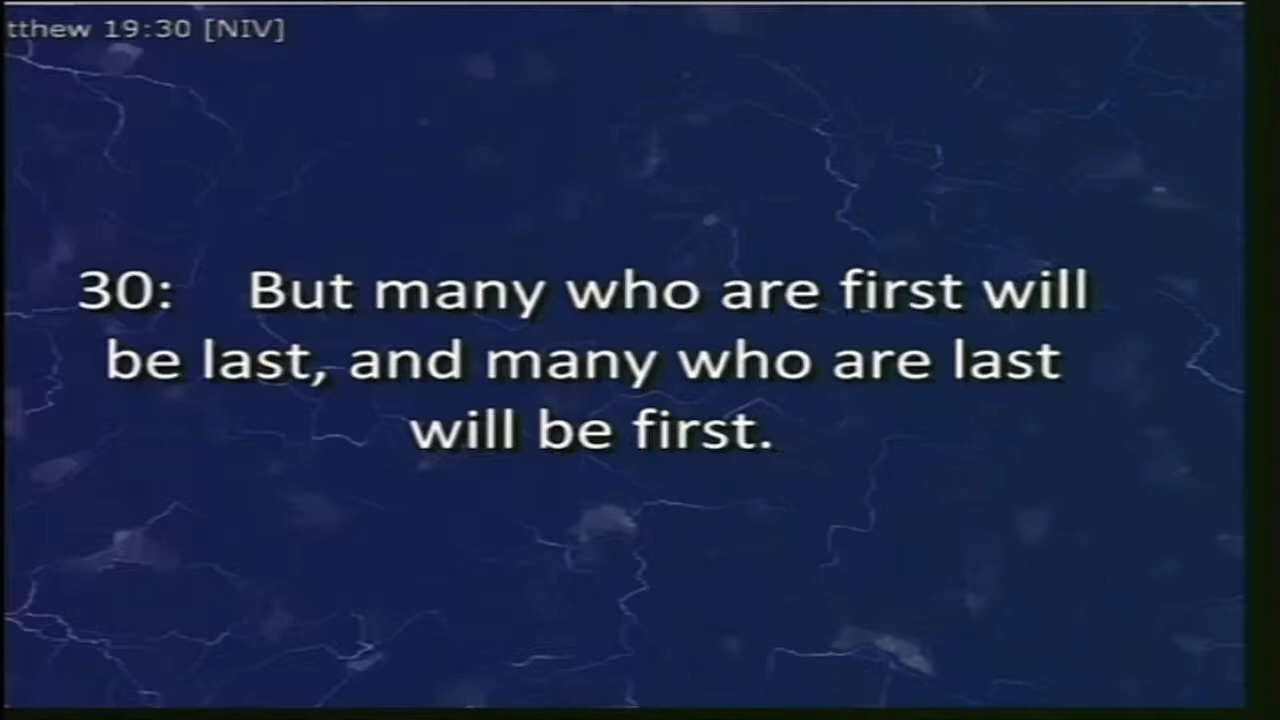 tthew 19:30 [NIV]
30: But many who are first will
be last, and many who are last
will be first.